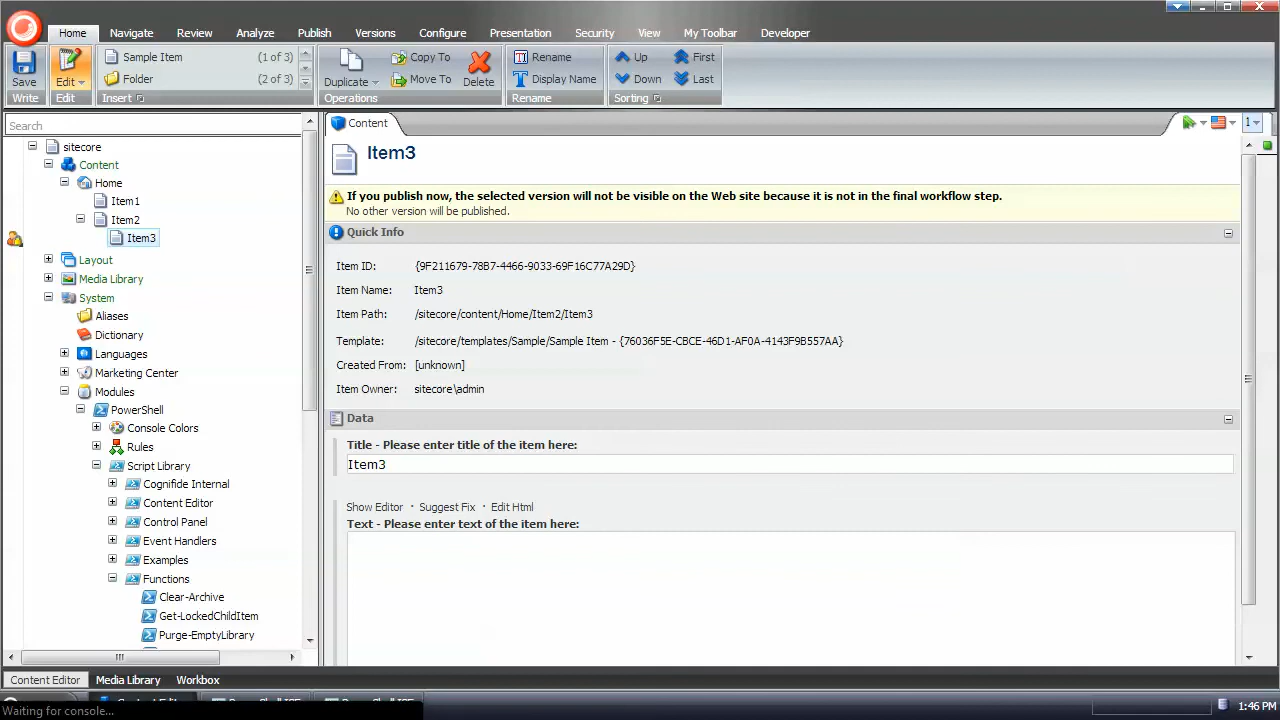 Home Navigate Review Analyze Publish Versions Configure Presentation Security View My Toolbar Developer
Save
Write
Edit
Edit
Sample Item (1 of 3)
Folder (2 of 3)
Insert
Duplicate
Copy To
Move To
Delete
Operations
Rename
Display Name
Rename
Up
Down
First
Last
Sorting
Search
sitecore
Content
Home
Item1
Item2
Item3
Layout
Media Library
System
Aliases
Dictionary
Languages
Marketing Center
Modules
PowerShell
Console Colors
Rules
Script Library
Cognifide Internal
Content Editor
Control Panel
Event Handlers
Examples
Functions
Clear-Archive
Get-LockedChildItem
Purge-EmptyLibrary
Content
1
Item3
If you publish now, the selected version will not be visible on the Web site because it is not in the final workflow step.
No other version will be published.
Quick Info
Item ID: {9F211679-78B7-4466-9033-69F16C77A29D}
Item Name: Item3
Item Path: /sitecore/content/Home/Item2/Item3
Template: /sitecore/templates/Sample/Sample Item - {76036F5E-CBCE-46D1-AF0A-4143F9B557AA}
Created From: [unknown]
Item Owner: sitecore\admin
Data
Title - Please enter title of the item here:
Item3
Show Editor · Suggest Fix · Edit Html
Text - Please enter text of the item here:
Content Editor Media Library Workbox
Waiting for console...
1:46 PM